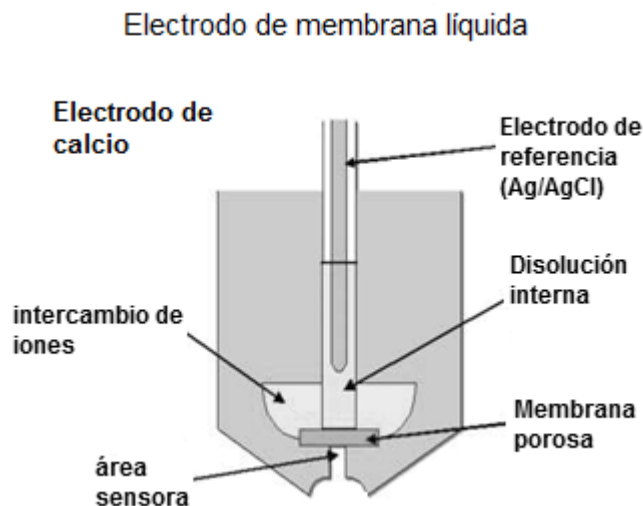 Electrodo de membrana líquida
Electrodo de
calcio
Electrodo de
referencia
(Ag/AgCl)
Disolución
interna
intercambio de
iones
Membrana
porosa
área
sensora